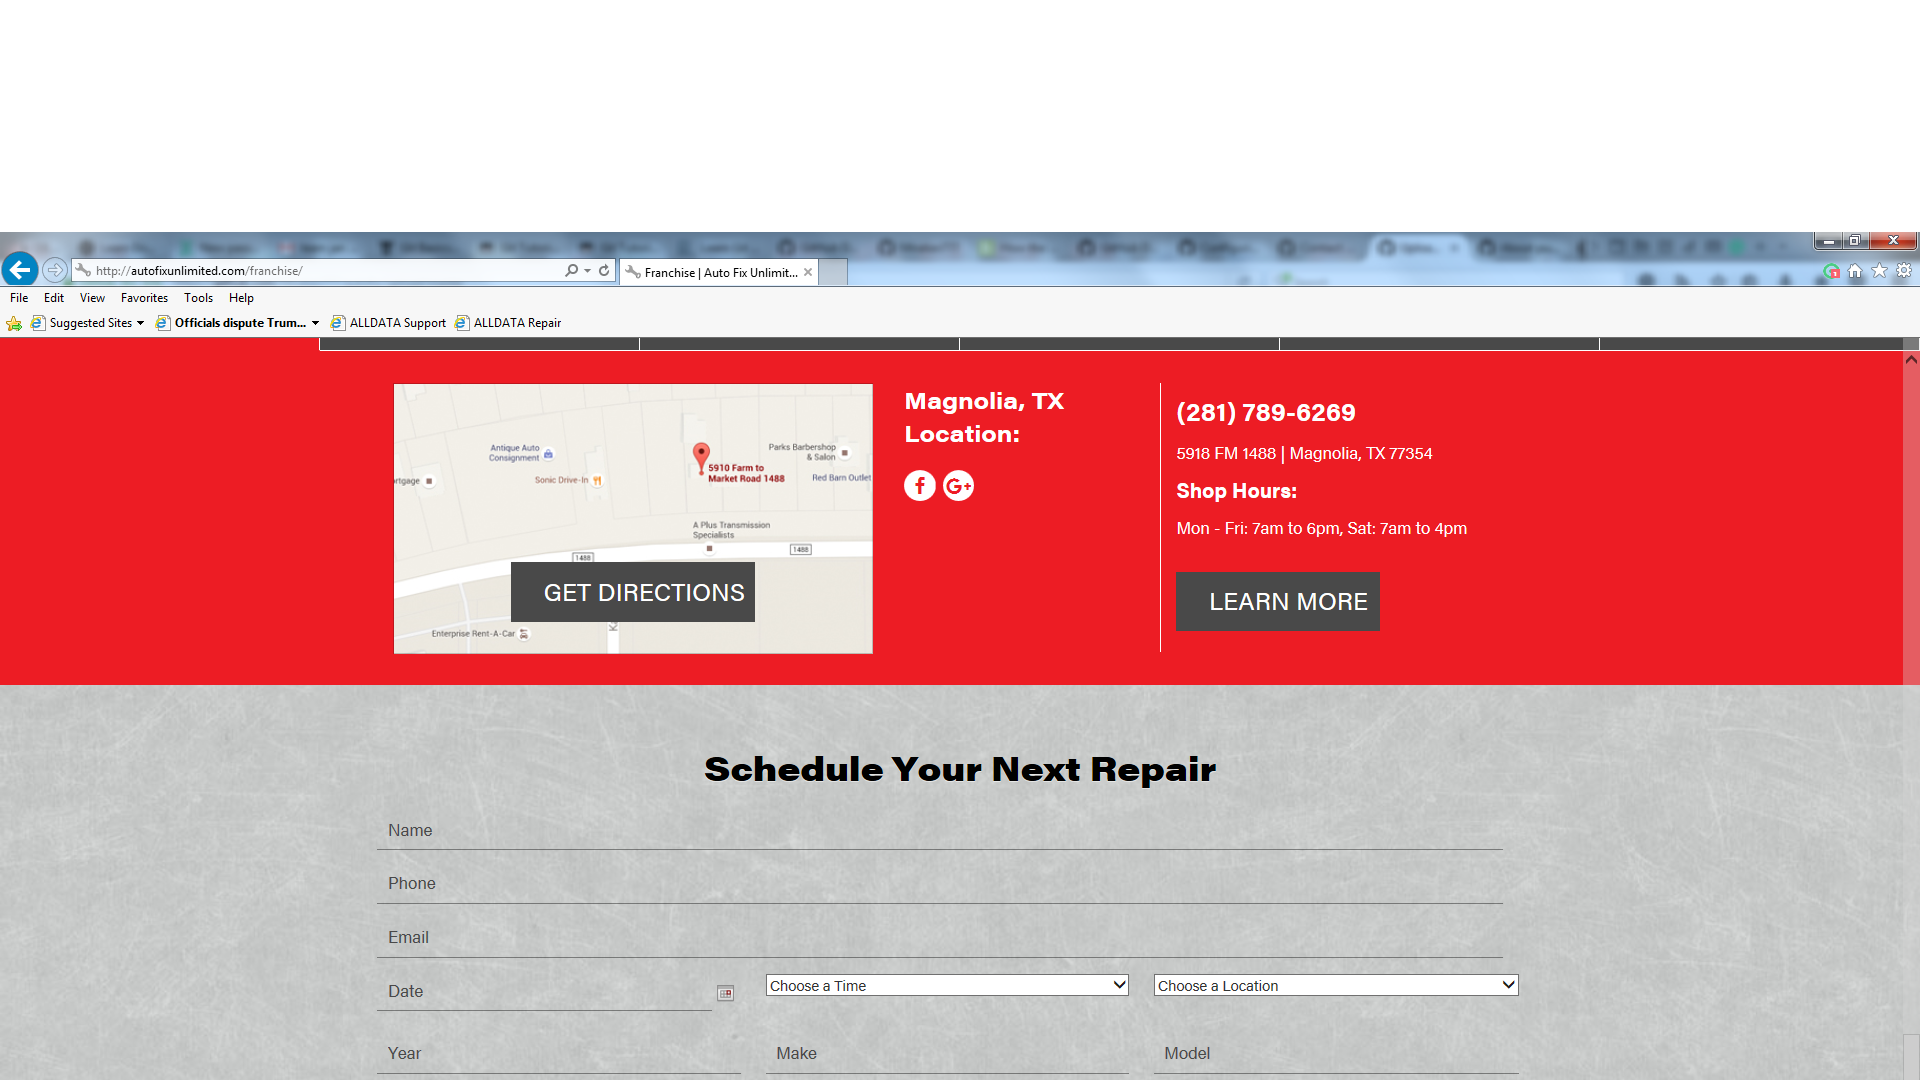 http://autofixunlimited.com/franchise/
Franchise | Auto Fix Unlimit...
File Edit View Favorites Tools Help
Suggested Sites Officials dispute Trum... ALLDATA Support ALLDATA Repair
Antique Auto
Consignment
Parks Barbershop
& Salon
5910 Farm to
Market Road 1488
Sonic Drive-In
rtgage
Red Barn Outlet
A Plus Transmission
Specialists
1488
1488
GET DIRECTIONS
Enterprise Rent-A-Car
Magnolia, TX
Location:
(281) 789-6269
5918 FM 1488 | Magnolia, TX 77354
Shop Hours:
Mon - Fri: 7am to 6pm, Sat: 7am to 4pm
LEARN MORE
Schedule Your Next Repair
Name
Phone
Email
Date Choose a Time Choose a Location
Year Make Model